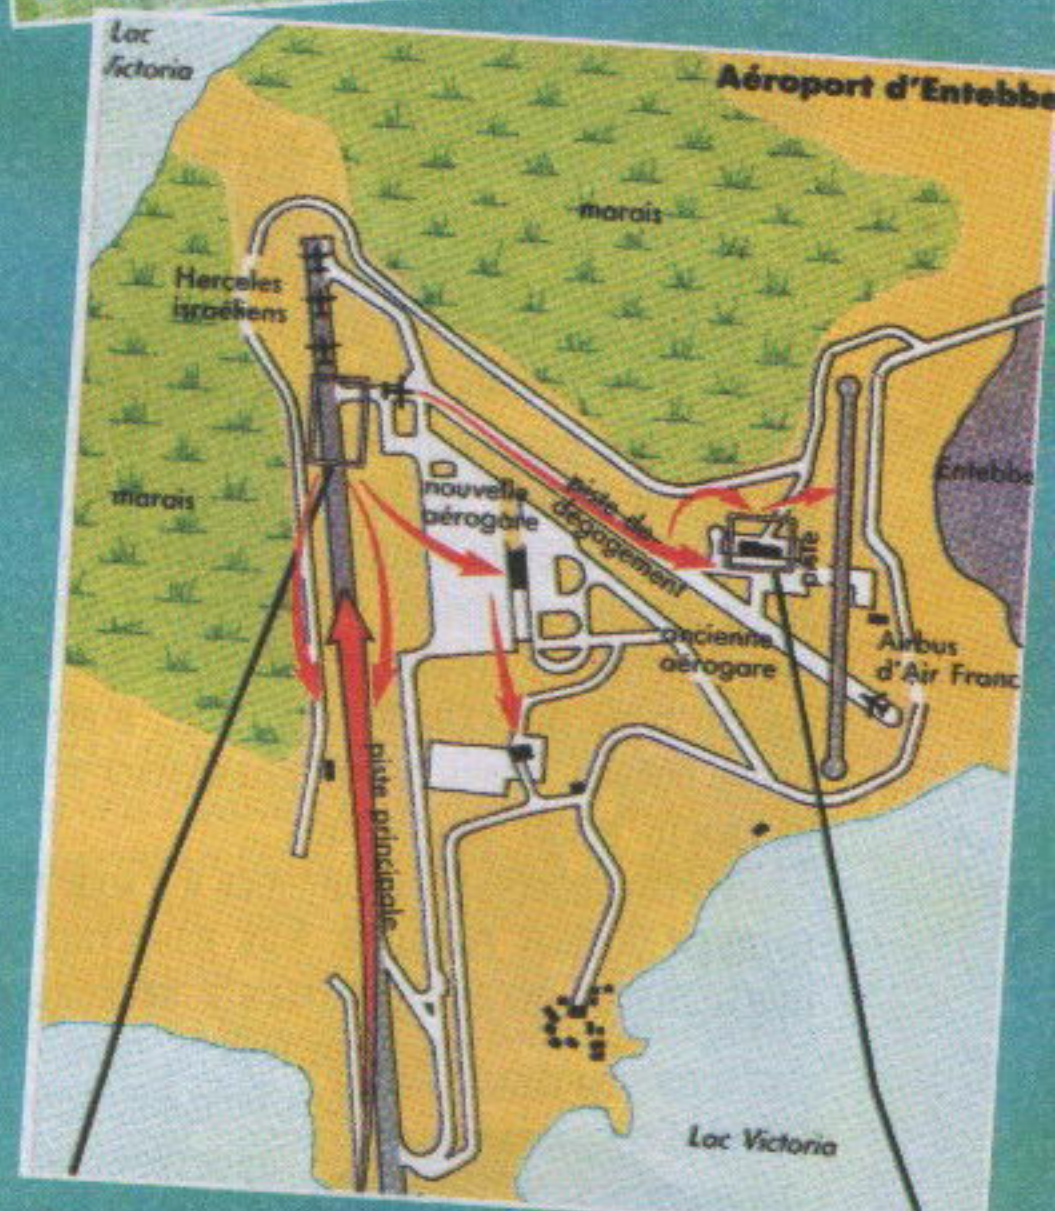 Lac
Victoria
Aéroport d'Entebbe
marais
Herceles
israéliens
marais
nouvelle
aérogare
piste de
dégagement
piste
Entebbe
ancienne
aérogare
Airbus
d'Air Franc
piste principale
Lac Victoria